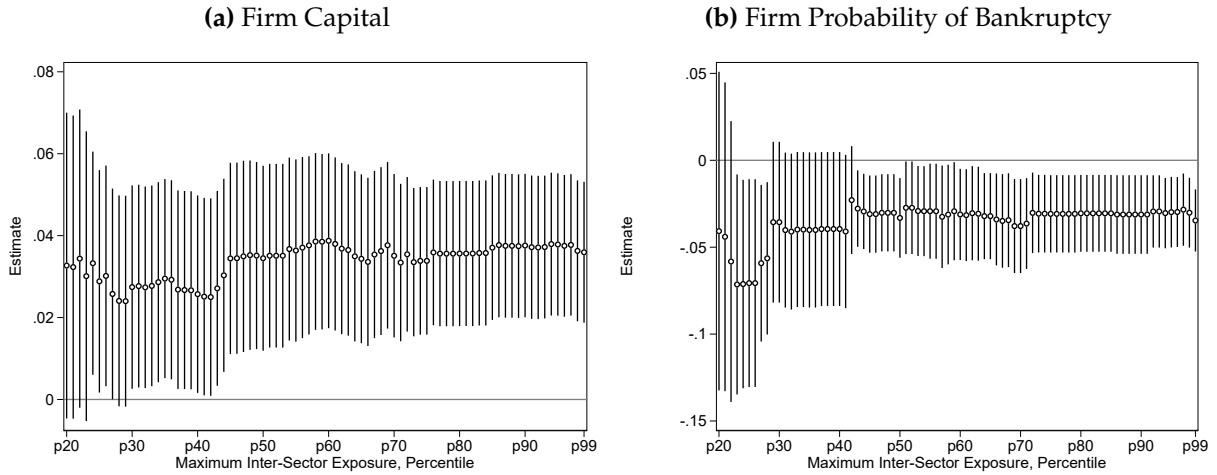 (a) Firm Capital
.08
.06
.04
.02
0
Estimate
p20 p30 p40 p50 p60 p70 p80 p90 p99
Maximum Inter-Sector Exposure, Percentile
(b) Firm Probability of Bankruptcy
.05
0
-.05
-.1
-.15
Estimate
p20 p30 p40 p50 p60 p70 p80 p90 p99
Maximum Inter-Sector Exposure, Percentile